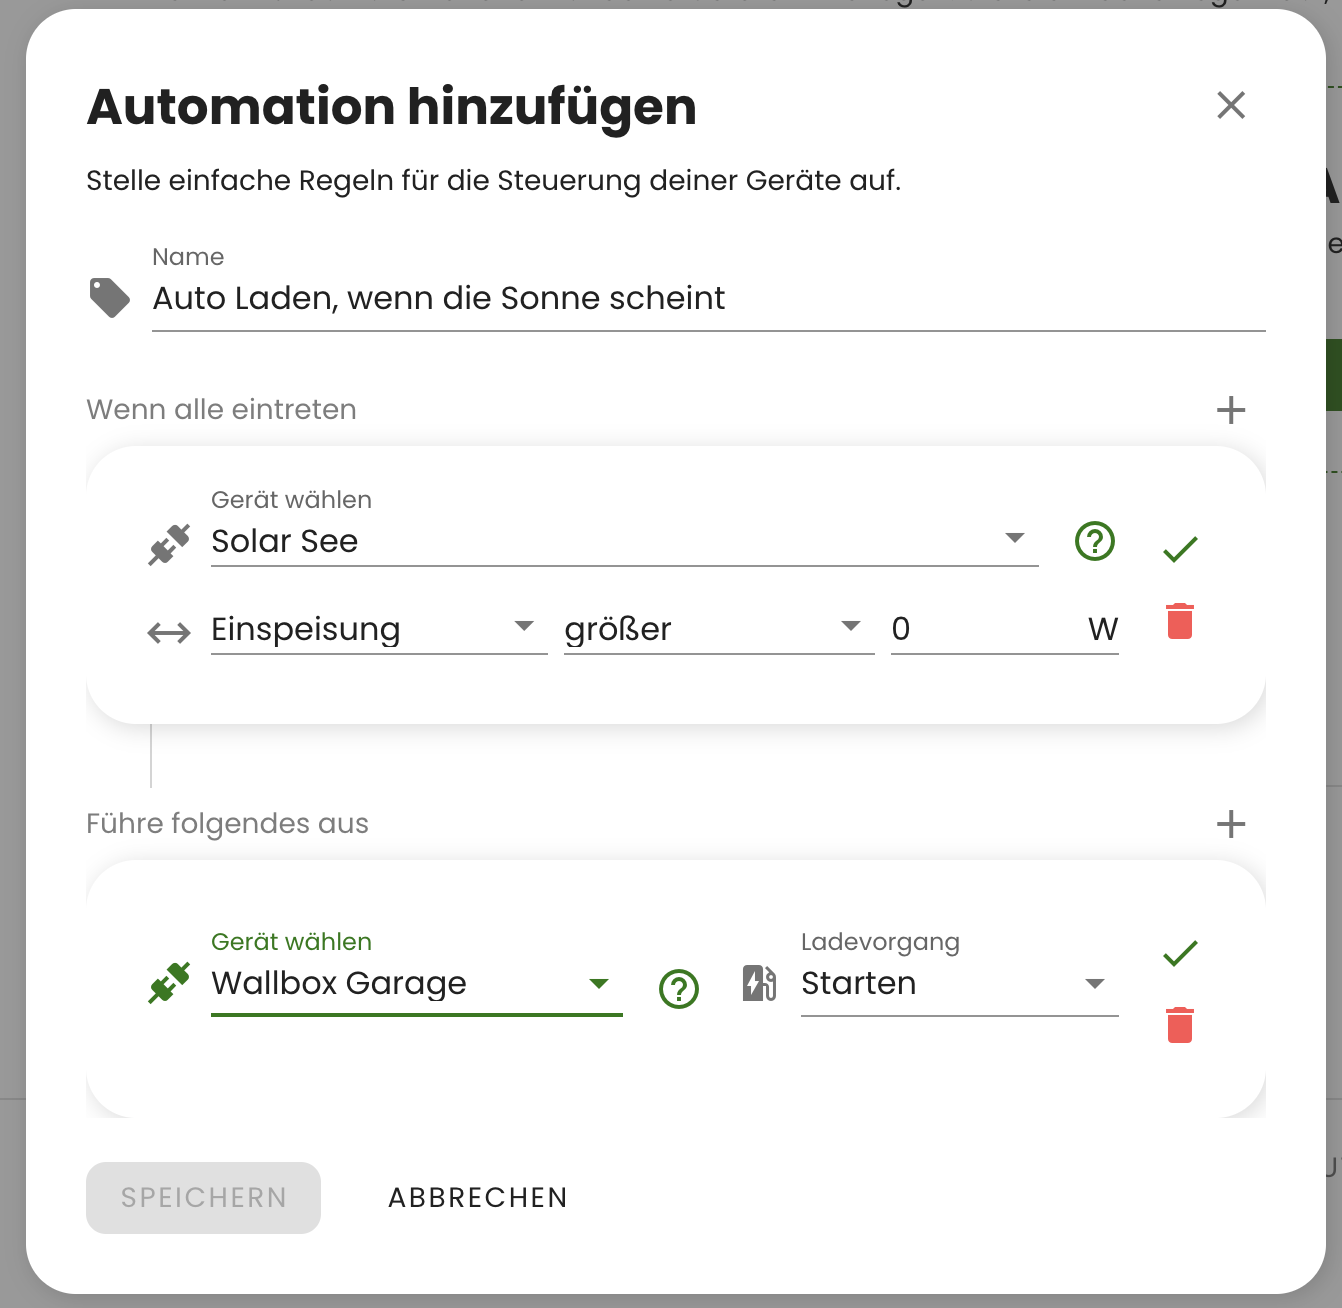 Automation hinzufügen
Stelle einfache Regeln für die Steuerung deiner Geräte auf.
Name
Auto Laden, wenn die Sonne scheint
Wenn alle eintreten
Gerät wählen
Solar See
Einspeisung größer 0 W
Führe folgendes aus
Gerät wählen Ladevorgang
Wallbox Garage Starten
SPEICHERN ABBRECHEN